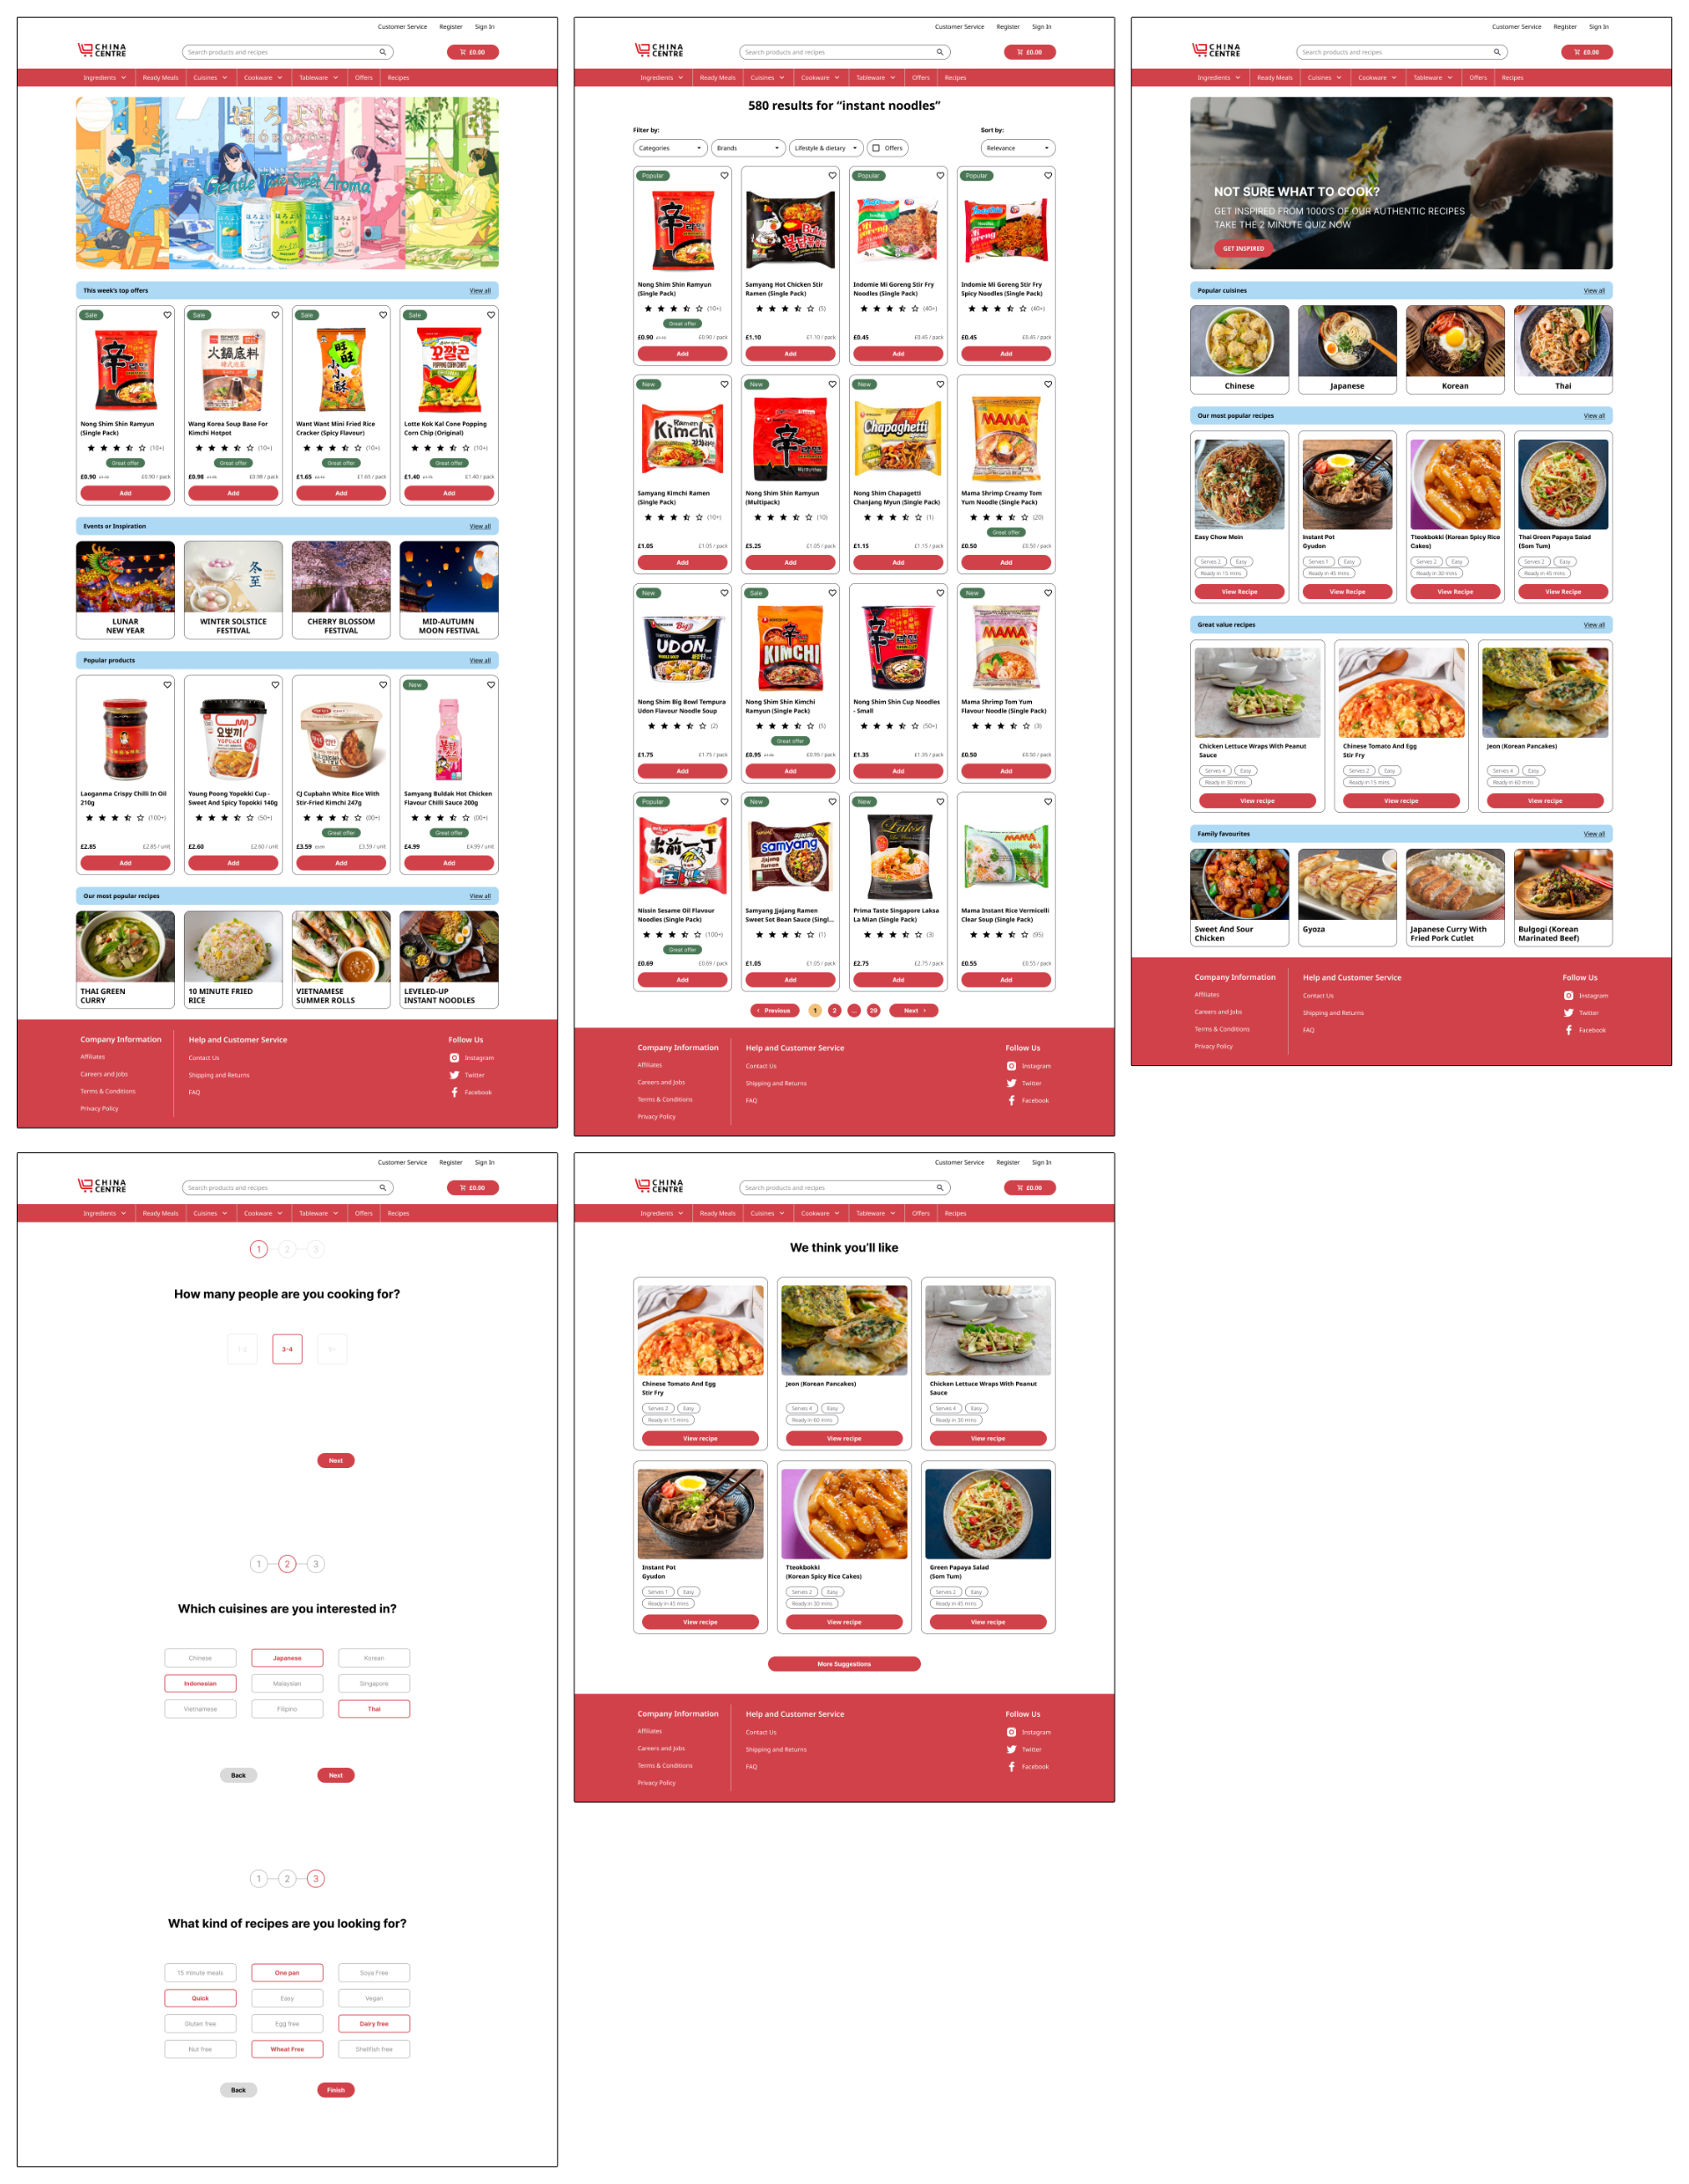 Customer Service Register Sign In
CHINA CENTRE
Search products and recipes
£0.00
Ingredients Ready Meals Cuisines Cookware Tableware Offers Recipes
ほろよい
Gentle Taste Sweet Aroma
This week's top offers View all
Sale Sale Sale Sale
Nong Shim Shin Ramyun (Single Pack)
Wang Korea Soup Base For Kimchi Hotpot
Want Want Mini Fried Rice Cracker (Spicy Flavour)
Lotte Kok Kal Cone Popping Corn Chip (Original)
(10+) (10+) (10+) (10+)
Great offer Great offer Great offer Great offer
£0.90 £0.90 / pack
£0.98 £0.98 / pack
£1.65 £1.65 / pack
£1.40 £1.40 / pack
Add Add Add Add
Events or Inspiration View all
冬至
LUNAR NEW YEAR
WINTER SOLSTICE FESTIVAL
CHERRY BLOSSOM FESTIVAL
MID-AUTUMN MOON FESTIVAL
Popular products View all
New
Laoganma Crispy Chilli In Oil 210g
Young Poong Yopokki Cup - Sweet And Spicy Topokki 140g
CJ Cupbahn White Rice With Stir-Fried Kimchi 247g
Samyang Buldak Hot Chicken Flavour Chilli Sauce 200g
(100+) (50+) (00+) (00+)
Great offer Great offer
£2.85 £2.85 / unit
£2.60 £2.60 / unit
£3.59 £3.59 / unit
£4.99 £4.99 / unit
Add Add Add Add
Our most popular recipes View all
THAI GREEN CURRY
10 MINUTE FRIED RICE
VIETNAMESE SUMMER ROLLS
LEVELED-UP INSTANT NOODLES
Company Information Help and Customer Service Follow Us
Affiliates Contact Us Instagram
Careers and Jobs Shipping and Returns Twitter
Terms & Conditions FAQ Facebook
Privacy Policy
Customer Service Register Sign In
CHINA CENTRE
Search products and recipes
£0.00
Ingredients Ready Meals Cuisines Cookware Tableware Offers Recipes
580 results for “instant noodles”
Filter by: Sort by:
Categories Brands Lifestyle & dietary Offers Relevance
Popular Popular Popular
Nong Shim Shin Ramyun (Single Pack)
Samyang Hot Chicken Stir Ramen (Single Pack)
Indomie Mi Goreng Stir Fry Noodles (Single Pack)
Indomie Mi Goreng Stir Fry Spicy Noodles (Single Pack)
(10+) (5) (40+) (40+)
Great offer
£0.90 £0.90 / pack
£1.10 £1.10 / pack
£0.45 £0.45 / pack
£0.45 £0.45 / pack
Add Add Add Add
New New New
Samyang Kimchi Ramen (Single Pack)
Nong Shim Shin Ramyun (Multipack)
Nong Shim Chapagetti Chanjang Myun (Single Pack)
Mama Shrimp Creamy Tom Yum Noodle (Single Pack)
(10+) (10) (1) (20)
Great offer
£1.05 £1.05 / pack
£5.25 £1.05 / pack
£1.15 £1.15 / pack
£0.50 £0.50 / pack
Add Add Add Add
New Sale New
Nong Shim Big Bowl Tempura Udon Flavour Noodle Soup
Nong Shim Shin Kimchi Ramyun (Single Pack)
Nong Shim Shin Cup Noodles - Small
Mama Shrimp Tom Yum Flavour Noodle (Single Pack)
(2) (5) (50+) (3)
Great offer
£1.75 £1.75 / pack
£0.95 £0.95 / pack
£1.35 £1.35 / pack
£0.50 £0.50 / pack
Add Add Add Add
Popular New New
Nissin Sesame Oil Flavour Noodles (Single Pack)
Samyang Jjajang Ramen Sweet Sot Bean Sauce (Singl...
Prima Taste Singapore Laksa La Mian (Single Pack)
Mama Instant Rice Vermicelli Clear Soup (Single Pack)
(100+) (1) (3) (95)
Great offer
£0.69 £0.69 / pack
£1.05 £1.05 / pack
£2.75 £2.75 / pack
£0.55 £0.55 / pack
Add Add Add Add
Previous 1 2 ... 29 Next
Company Information Help and Customer Service Follow Us
Affiliates Contact Us Instagram
Careers and Jobs Shipping and Returns Twitter
Terms & Conditions FAQ Facebook
Privacy Policy
Customer Service Register Sign In
CHINA CENTRE
Search products and recipes
£0.00
Ingredients Ready Meals Cuisines Cookware Tableware Offers Recipes
NOT SURE WHAT TO COOK?
GET INSPIRED FROM 1000'S OF OUR AUTHENTIC RECIPES
TAKE THE 2 MINUTE QUIZ NOW
GET INSPIRED
Popular cuisines View all
Chinese Japanese Korean Thai
Our most popular recipes View all
Easy Chow Mein
Instant Pot Gyudon
Tteokbokki (Korean Spicy Rice Cakes)
Thai Green Papaya Salad (Som Tum)
Serves 2 Easy Serves 1 Easy Serves 2 Easy Serves 2 Easy
Ready in 15 mins Ready in 45 mins Ready in 30 mins Ready in 45 mins
View Recipe View Recipe View Recipe View Recipe
Great value recipes View all
Chicken Lettuce Wraps With Peanut Sauce
Chinese Tomato And Egg Stir Fry
Jeon (Korean Pancakes)
Serves 4 Easy Serves 2 Easy Serves 4 Easy
Ready in 30 mins Ready in 15 mins Ready in 60 mins
View recipe View recipe View recipe
Family favourites View all
Sweet And Sour Chicken
Gyoza
Japanese Curry With Fried Pork Cutlet
Bulgogi (Korean Marinated Beef)
Company Information Help and Customer Service Follow Us
Affiliates Contact Us Instagram
Careers and Jobs Shipping and Returns Twitter
Terms & Conditions FAQ Facebook
Privacy Policy
Customer Service Register Sign In
CHINA CENTRE
Search products and recipes
£0.00
Ingredients Ready Meals Cuisines Cookware Tableware Offers Recipes
1 2 3
How many people are you cooking for?
1-2 3-4 5+
Next
1 2 3
Which cuisines are you interested in?
Chinese Japanese Korean
Indonesian Malaysian Singapore
Vietnamese Filipino Thai
Back Next
1 2 3
What kind of recipes are you looking for?
15 minute meals One pan Soya Free
Quick Easy Vegan
Gluten free Egg free Dairy free
Nut free Wheat Free Shellfish free
Back Finish
Customer Service Register Sign In
CHINA CENTRE
Search products and recipes
£0.00
Ingredients Ready Meals Cuisines Cookware Tableware Offers Recipes
We think you'll like
Chinese Tomato And Egg Stir Fry
Jeon (Korean Pancakes)
Chicken Lettuce Wraps With Peanut Sauce
Serves 2 Easy Serves 4 Easy Serves 4 Easy
Ready in 15 mins Ready in 60 mins Ready in 30 mins
View recipe View recipe View recipe
Instant Pot Gyudon
Tteokbokki (Korean Spicy Rice Cakes)
Green Papaya Salad (Som Tum)
Serves 1 Easy Serves 2 Easy Serves 2 Easy
Ready in 45 mins Ready in 30 mins Ready in 45 mins
View recipe View recipe View recipe
More Suggestions
Company Information Help and Customer Service Follow Us
Affiliates Contact Us Instagram
Careers and Jobs Shipping and Returns Twitter
Terms & Conditions FAQ Facebook
Privacy Policy